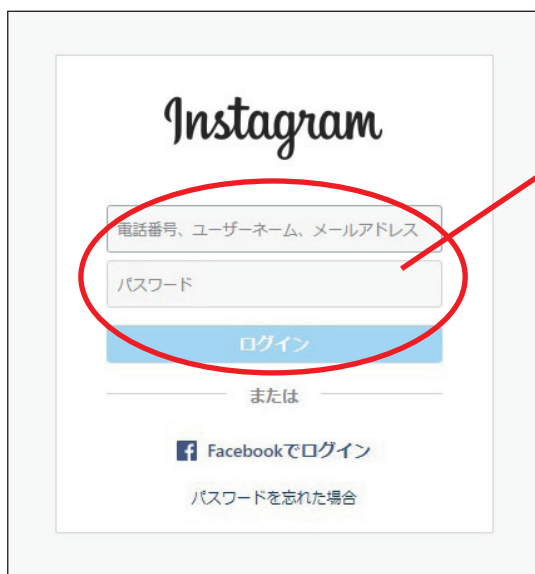 Instagram
電話番号、ユーザーネーム、メールアドレス
パスワード
ログイン
または
Facebookでログイン
パスワードを忘れた場合